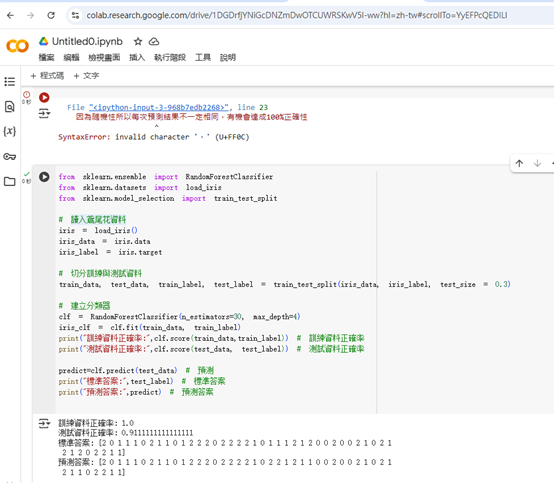 colab.research.google.com/drive/1DGDrfjYNiGcDNZmDwOTCUWRSKwV5I-ww?hl=zh-tw#scrollTo=YyEFPcQEDILI
Untitled0.ipynb
檔案 編輯 檢視畫面 插入 執行階段 工具 說明
+ 程式碼 + 文字
0 秒
File "<ipython-input-3-968b7edb2268>", line 23
因為隨機性所以每次預測結果不一定相同，有機會達成100%正確性
^
SyntaxError: invalid character '，' (U+FF0C)
0 秒
from sklearn.ensemble import RandomForestClassifier
from sklearn.datasets import load_iris
from sklearn.model_selection import train_test_split
# 讀入鳶尾花資料
iris = load_iris()
iris_data = iris.data
iris_label = iris.target
# 切分訓練與測試資料
train_data, test_data, train_label, test_label = train_test_split(iris_data, iris_label, test_size = 0.3)
# 建立分類器
clf = RandomForestClassifier(n_estimators=30, max_depth=4)
iris_clf = clf.fit(train_data, train_label)
print("訓練資料正確率:",clf.score(train_data,train_label)) # 訓練資料正確率
print("測試資料正確率:",clf.score(test_data, test_label)) # 測試資料正確率
predict=clf.predict(test_data) # 預測
print("標準答案:",test_label) # 標準答案
print("預測答案:",predict) # 預測答案
訓練資料正確率: 1.0
測試資料正確率: 0.9111111111111111
標準答案: [2 0 1 1 1 0 2 1 1 0 1 2 2 2 0 2 2 2 2 1 0 1 1 1 2 1 2 0 0 2 0 0 2 1 0 2 1
2 1 2 0 2 2 1 1]
預測答案: [2 0 1 1 1 0 2 1 1 0 1 2 2 2 0 2 2 2 2 1 0 2 2 1 2 1 1 0 0 2 0 0 2 1 0 2 1
2 1 1 0 2 2 1 1]